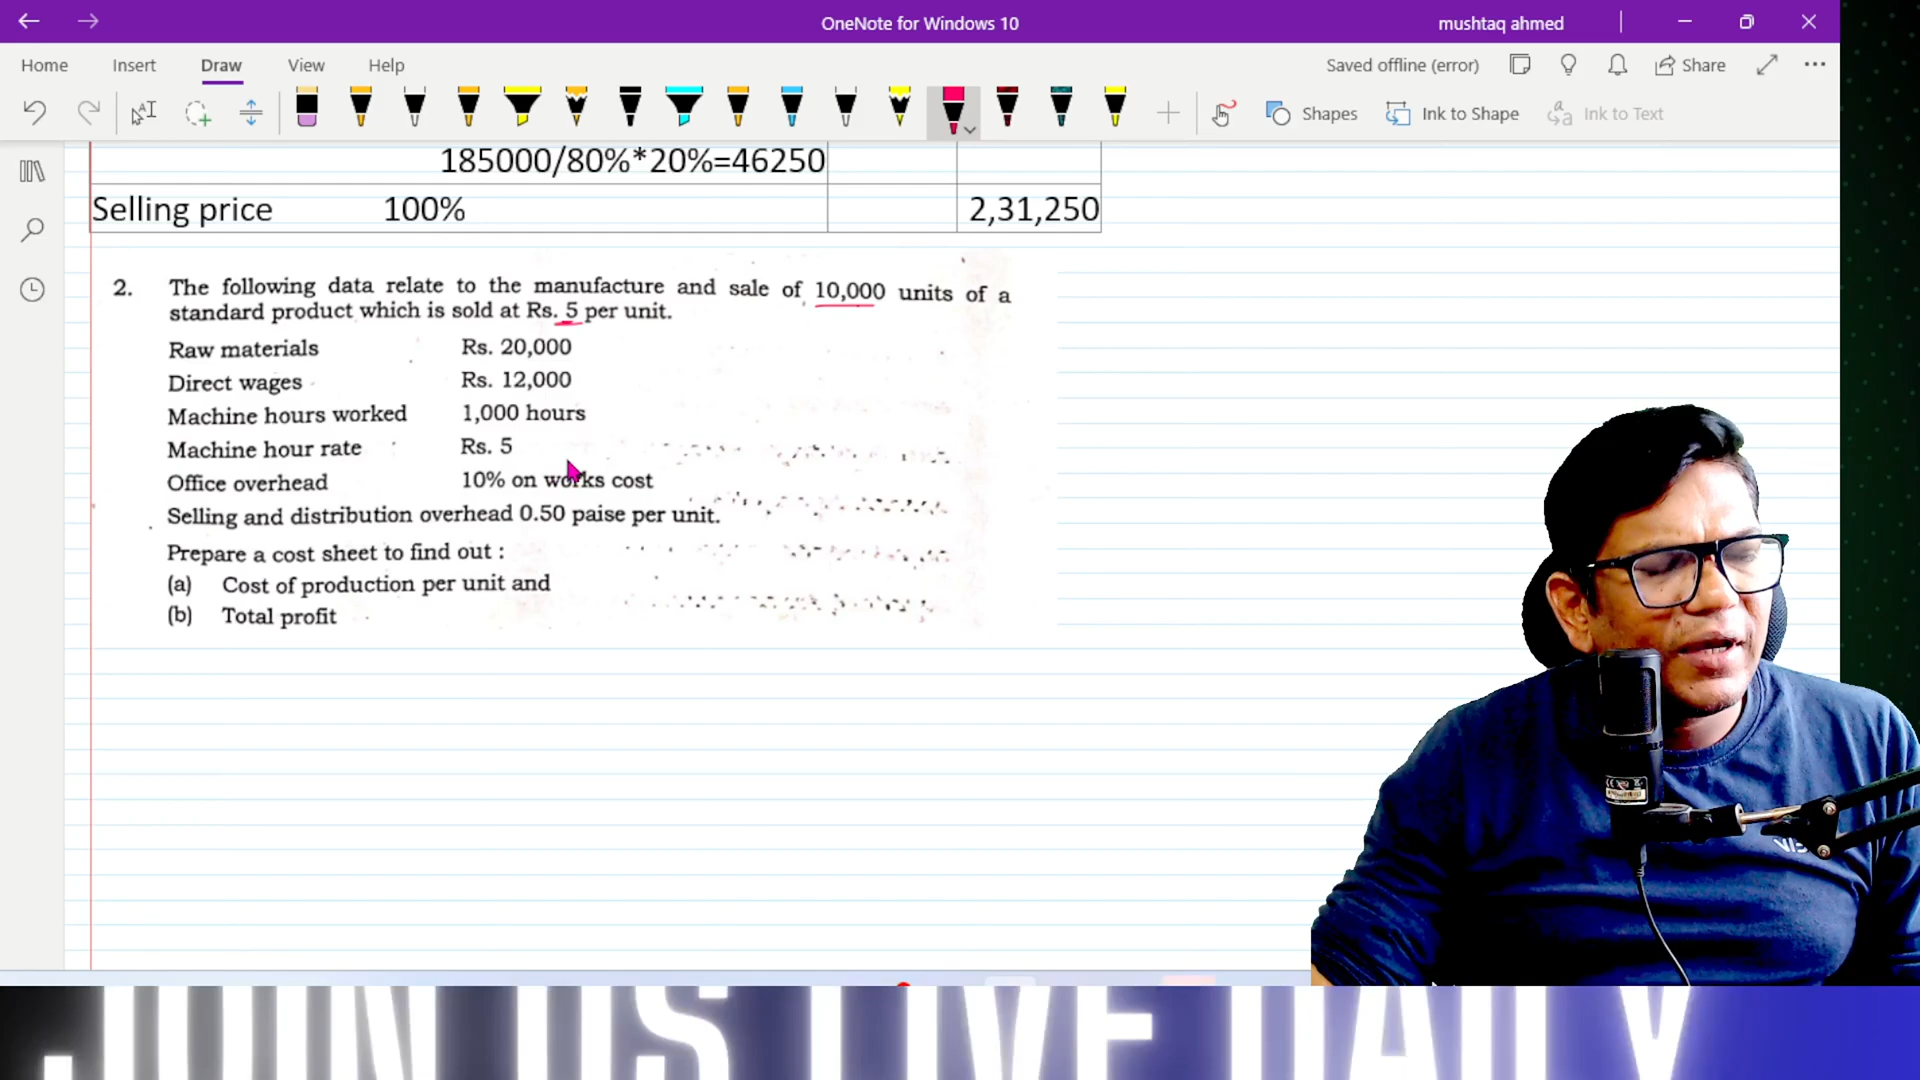 OneNote for Windows 10
mushtaq ahmed
Home Insert Draw View Help
Saved offline (error)
Share
Shapes
Ink to Shape
Ink to Text
185000/80%*20%=46250
Selling price 100% 2,31,250
2. The following data relate to the manufacture and sale of 10,000 units of a
standard product which is sold at Rs. 5 per unit.
Raw materials Rs. 20,000
Direct wages Rs. 12,000
Machine hours worked 1,000 hours
Machine hour rate Rs. 5
Office overhead 10% on works cost
Selling and distribution overhead 0.50 paise per unit.
Prepare a cost sheet to find out :
(a) Cost of production per unit and
(b) Total profit
JOIN US LIVE DAILY